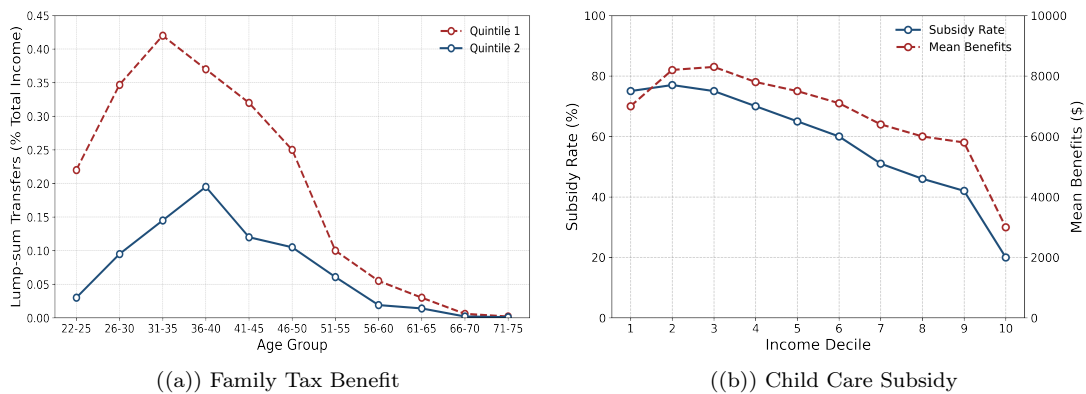 0.45
0.40
0.35
0.30
0.25
0.20
0.15
0.10
0.05
0.00
Lump-sum Transfers (% Total Income)
Quintile 1
Quintile 2
22-25 26-30 31-35 36-40 41-45 46-50 51-55 56-60 61-65 66-70 71-75
Age Group
((a)) Family Tax Benefit
100
80
60
40
20
0
Subsidy Rate (%)
Subsidy Rate
Mean Benefits
10000
8000
6000
4000
2000
0
Mean Benefits ($)
1 2 3 4 5 6 7 8 9 10
Income Decile
((b)) Child Care Subsidy